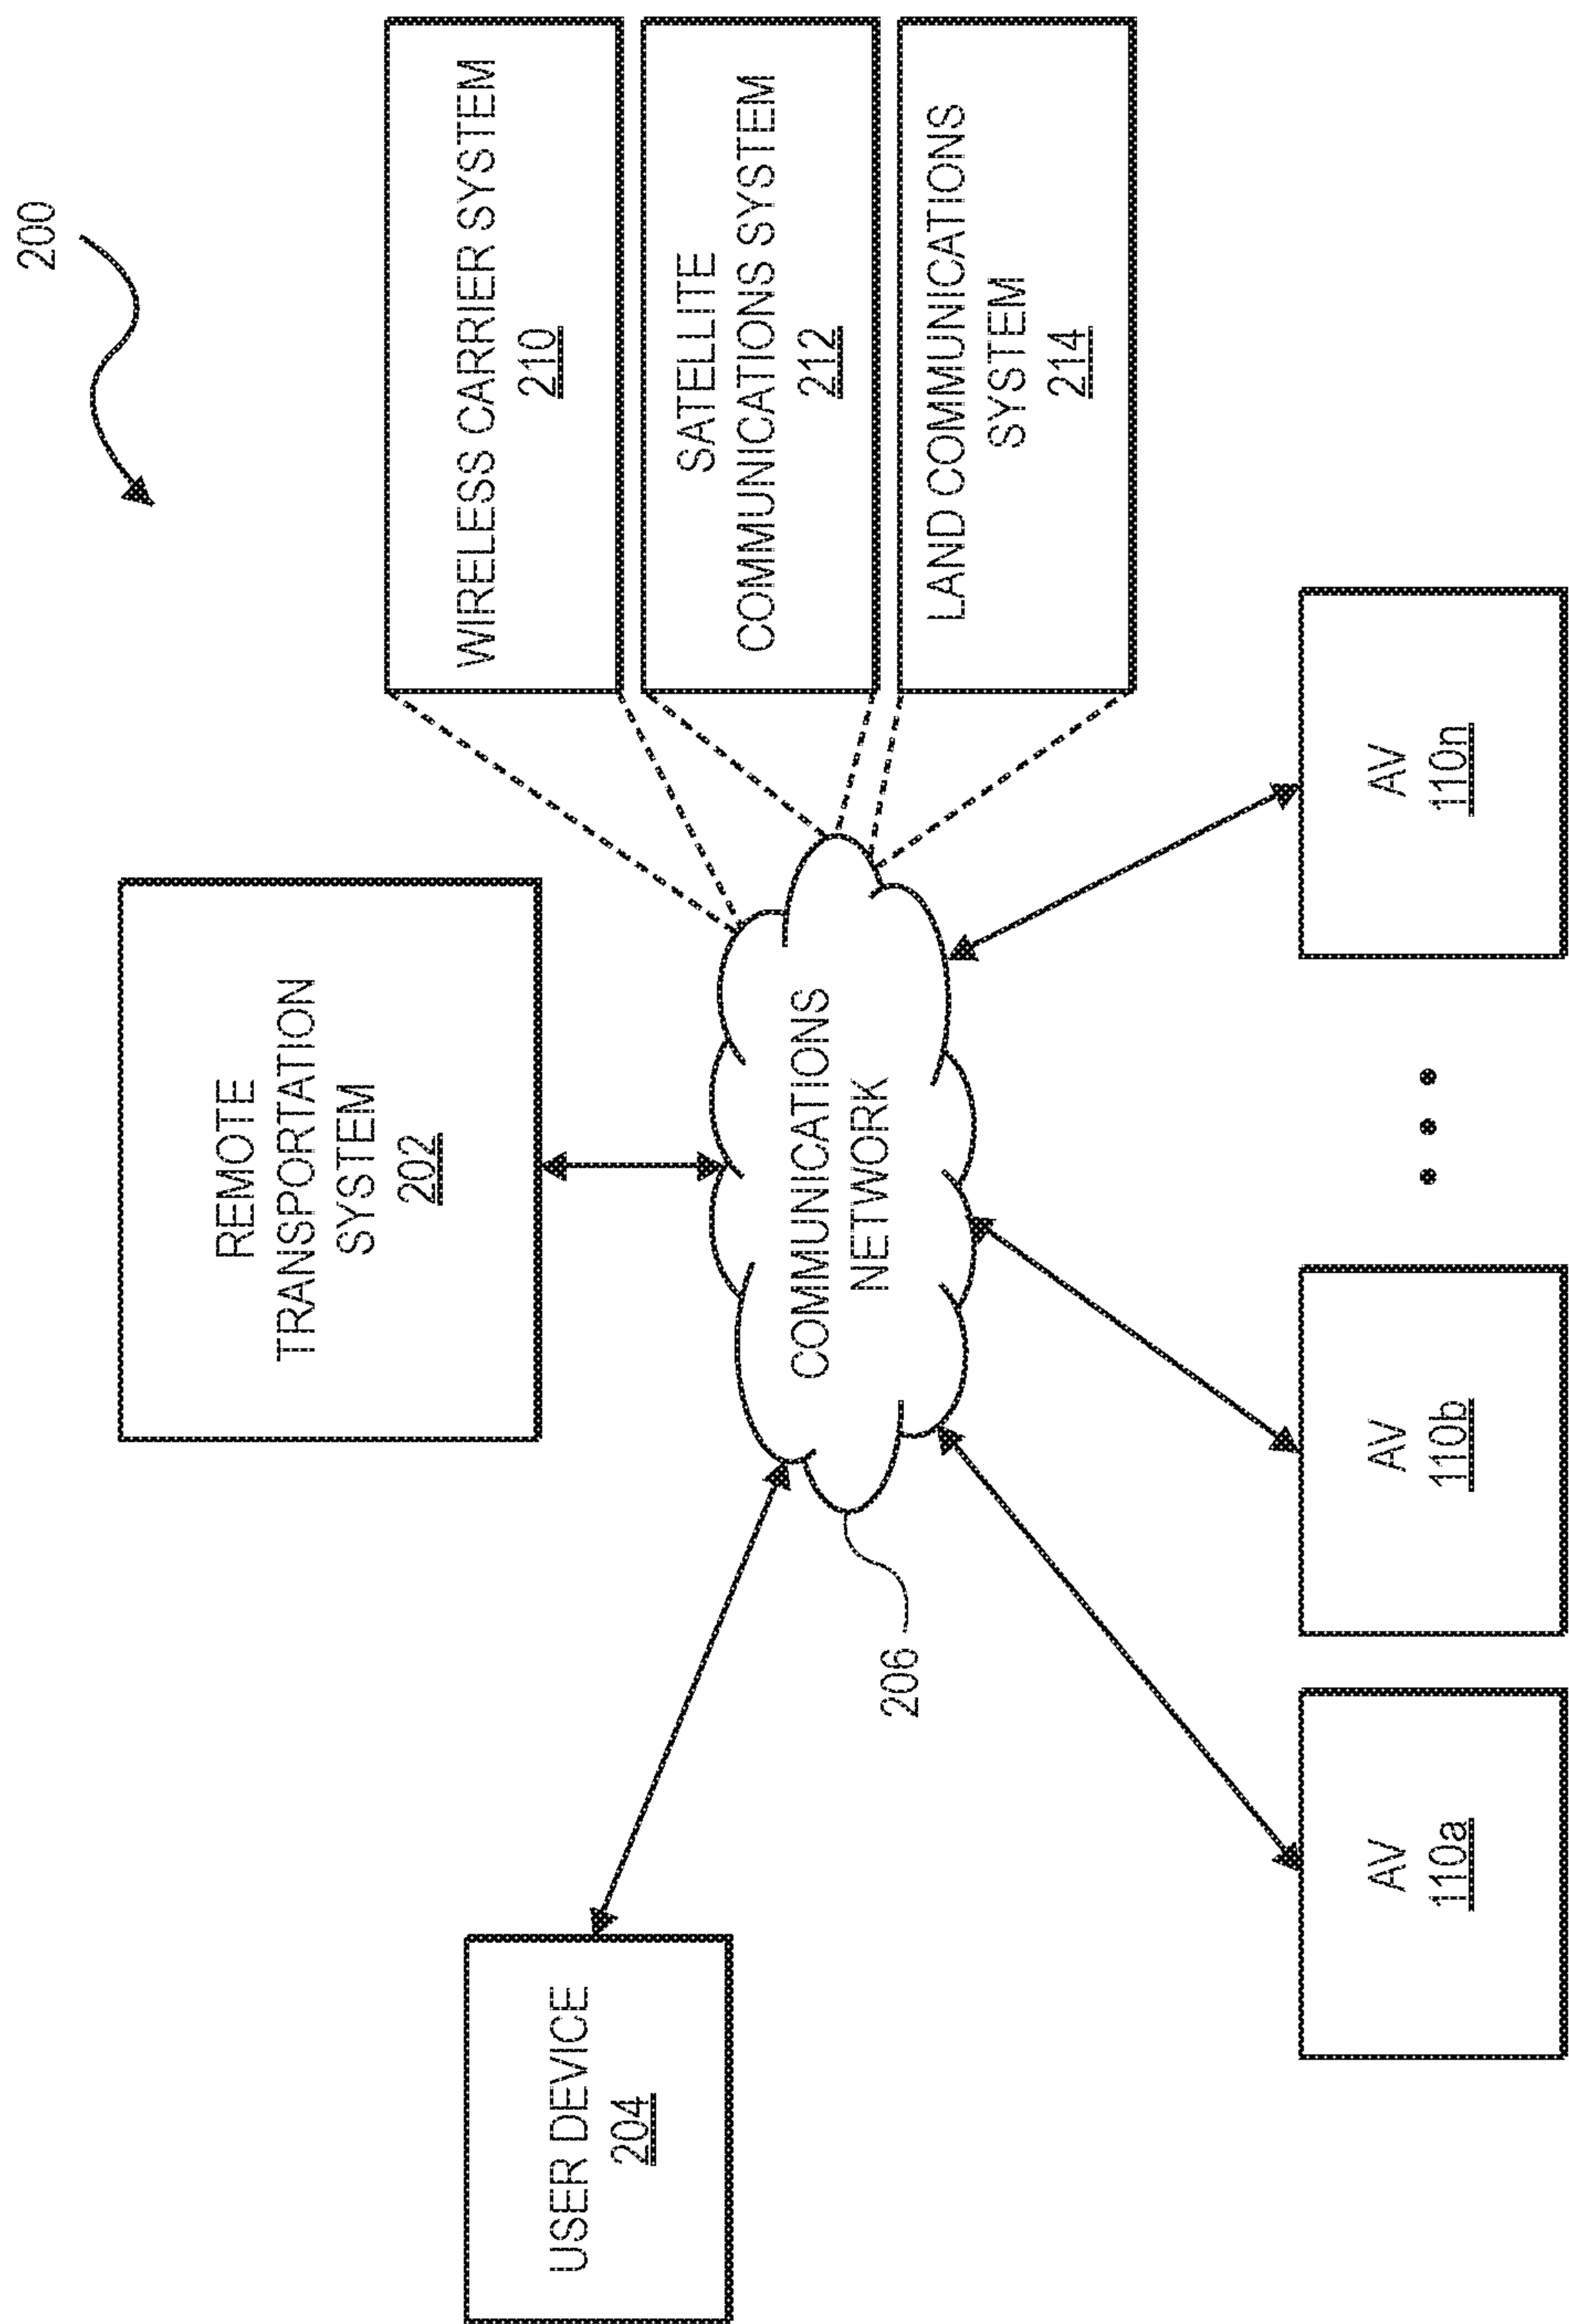 200
REMOTE
TRANSPORTATION
SYSTEM
202
WIRELESS CARRIER SYSTEM
210
SATELLITE
COMMUNICATIONS SYSTEM
212
LAND COMMUNICATIONS
SYSTEM
214
USER DEVICE
204
COMMUNICATIONS
NETWORK
206
AV
110a
AV
110b
AV
110n